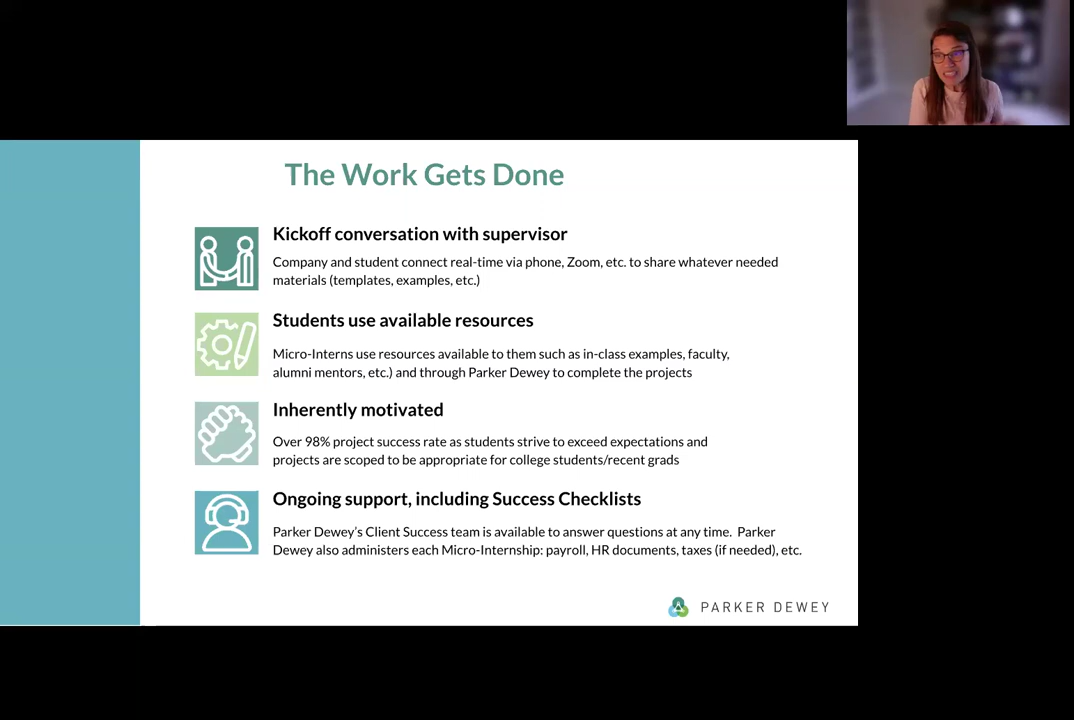 The Work Gets Done
Kickoff conversation with supervisor
Company and student connect real-time via phone, Zoom, etc. to share whatever needed
materials (templates, examples, etc.)
Students use available resources
Micro-Interns use resources available to them such as in-class examples, faculty,
alumni mentors, etc.) and through Parker Dewey to complete the projects
Inherently motivated
Over 98% project success rate as students strive to exceed expectations and
projects are scoped to be appropriate for college students/recent grads
Ongoing support, including Success Checklists
Parker Dewey's Client Success team is available to answer questions at any time.  Parker
Dewey also administers each Micro-Internship: payroll, HR documents, taxes (if needed), etc.
PARKER DEWEY